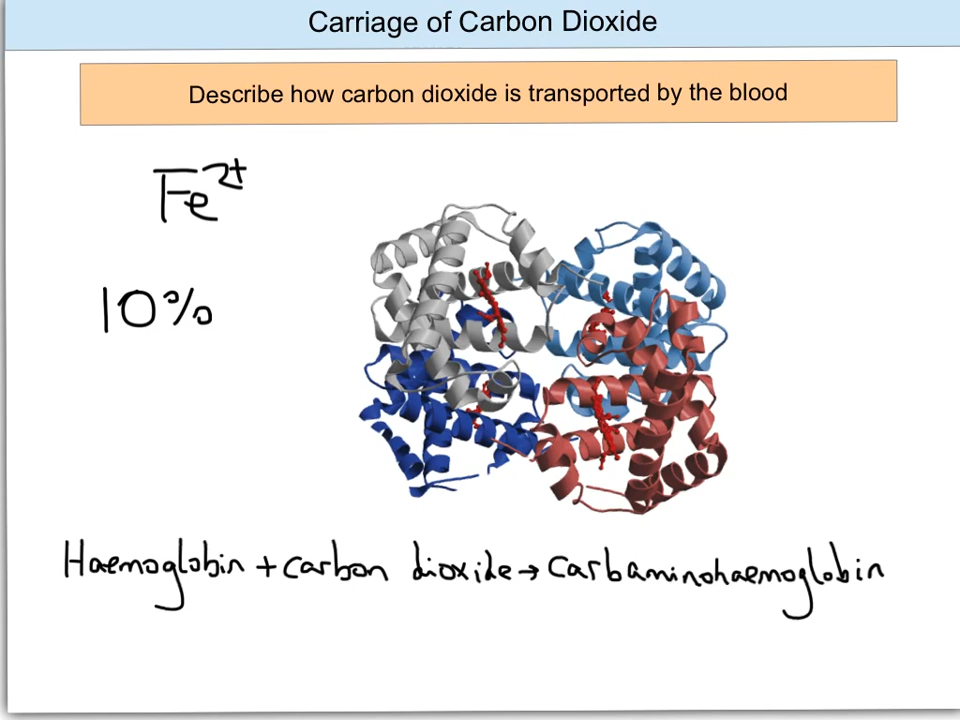 Carriage of Carbon Dioxide
Describe how carbon dioxide is transported by the blood
Fe²⁺
10%
Haemoglobin + carbon dioxide → carbaminohaemoglobin